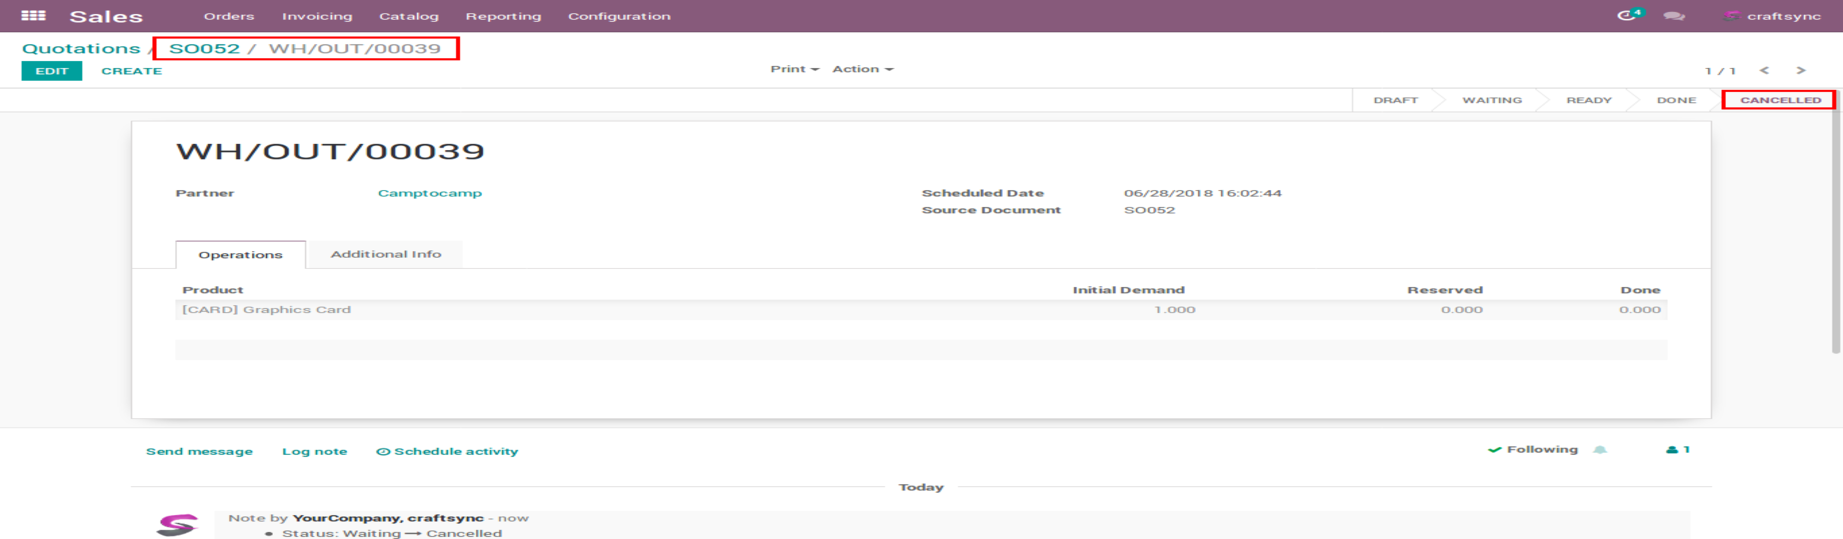 Sales Orders Invoicing Catalog Reporting Configuration 4 craftsync
Quotations / SO052 / WH/OUT/00039
EDIT CREATE Print Action 1 / 1 < >
DRAFT WAITING READY DONE CANCELLED
WH/OUT/00039
Partner Camptocamp Scheduled Date 06/28/2018 16:02:44
Source Document SO052
Operations Additional Info
Product Initial Demand Reserved Done
[CARD] Graphics Card 1.000 0.000 0.000
Send message Log note Schedule activity Following 1
Today
Note by YourCompany, craftsync - now
• Status: Waiting → Cancelled